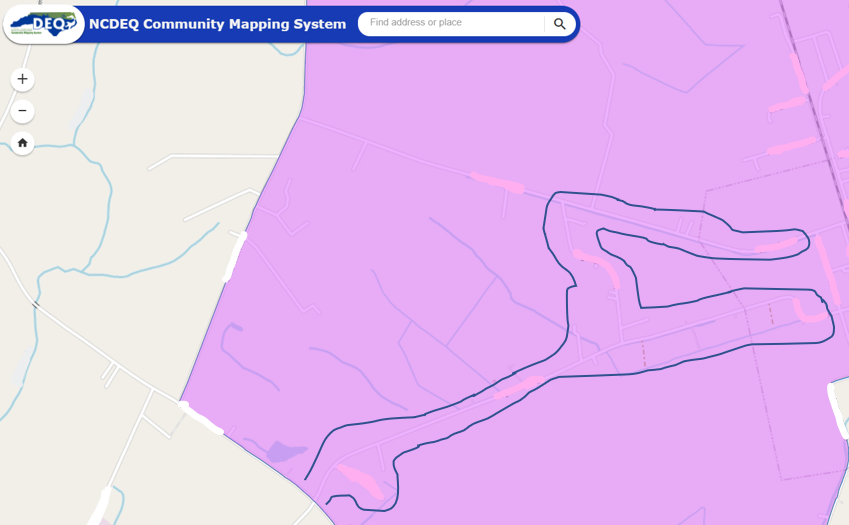 DEQ
NCDEQ Community Mapping System
Find address or place